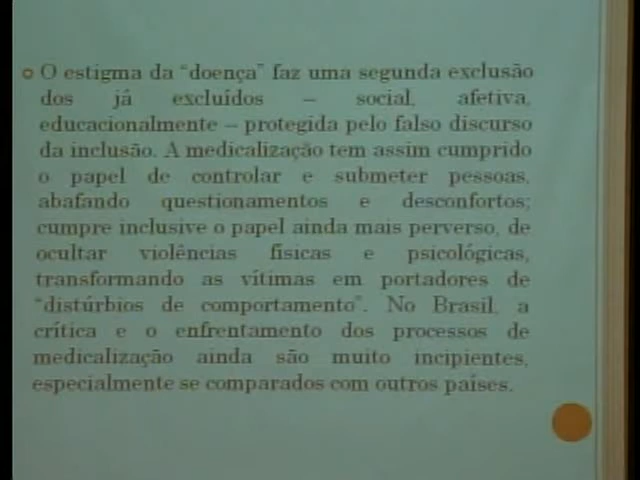 O estigma da “doença” faz uma segunda exclusão
dos já excluídos – social, afetiva,
educacionalmente – protegida pelo falso discurso
da inclusão. A medicalização tem assim cumprido
o papel de controlar e submeter pessoas,
abafando questionamentos e desconfortos;
cumpre inclusive o papel ainda mais perverso, de
ocultar violências físicas e psicológicas,
transformando as vítimas em portadores de
“distúrbios de comportamento”. No Brasil, a
crítica e o enfrentamento dos processos de
medicalização ainda são muito incipientes,
especialmente se comparados com outros países.